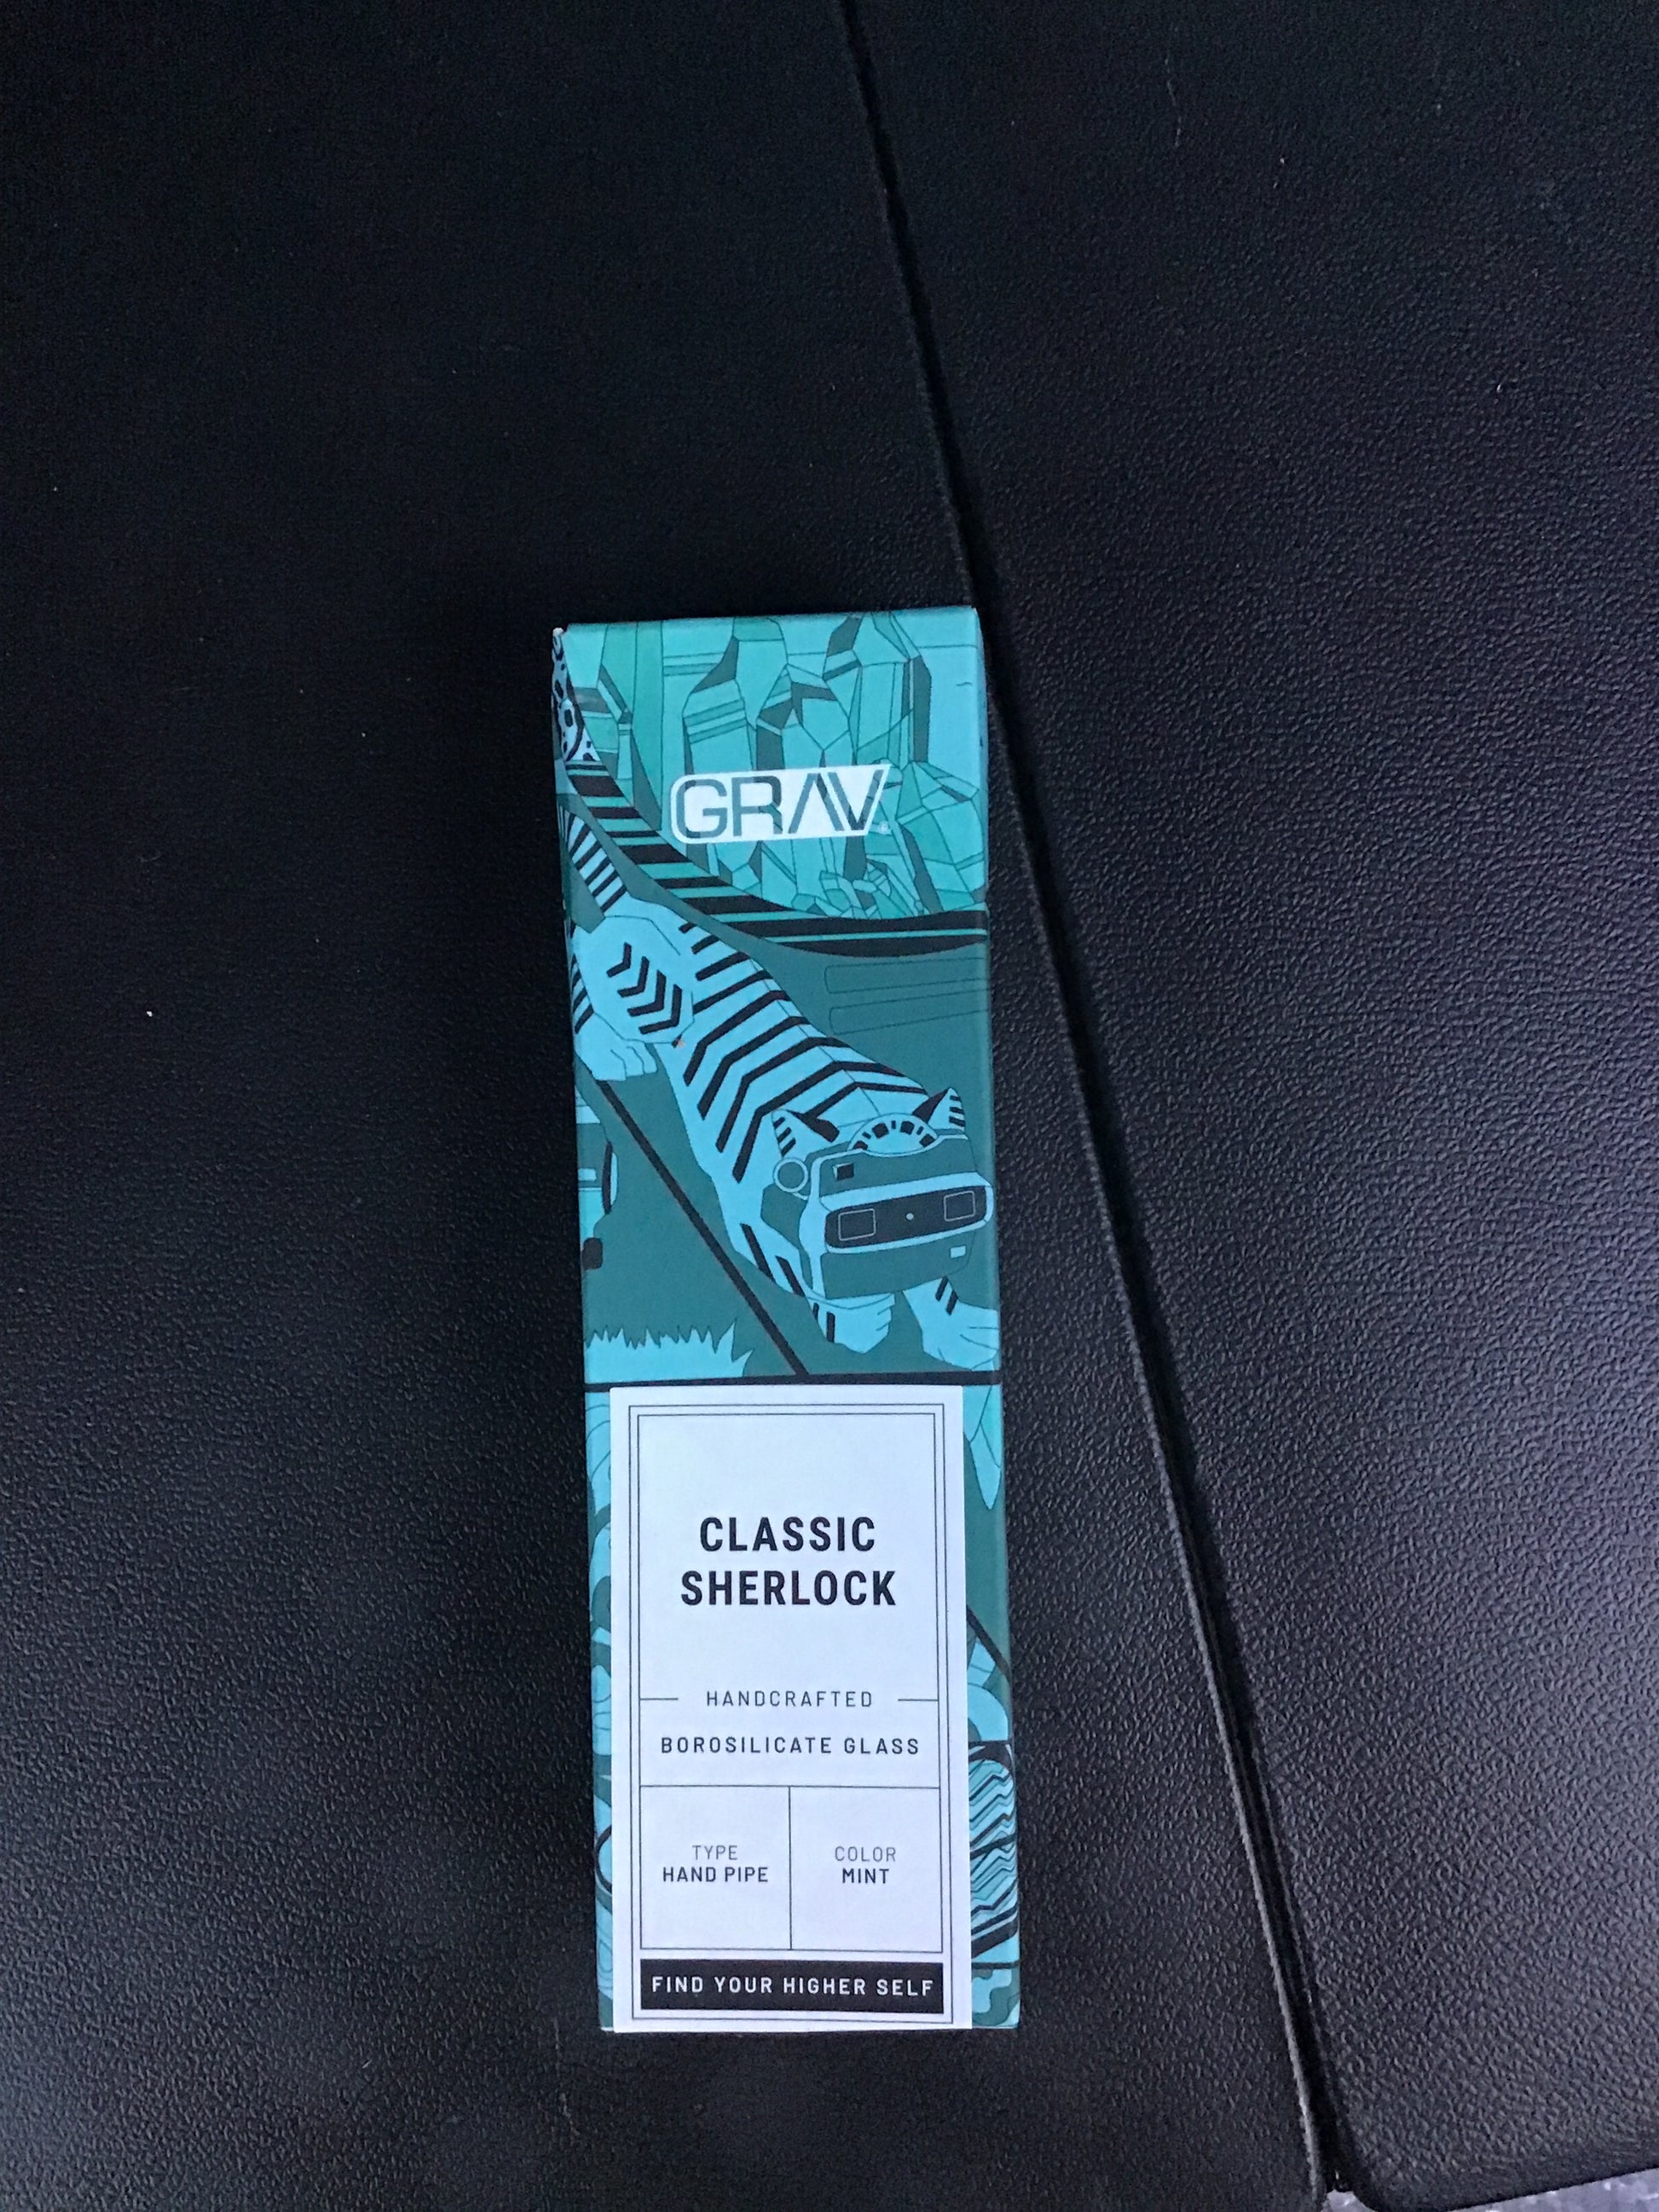 GRAV
CLASSIC
SHERLOCK
HANDCRAFTED
BOROSILICATE GLASS
TYPE
HAND PIPE
COLOR
MINT
FIND YOUR HIGHER SELF